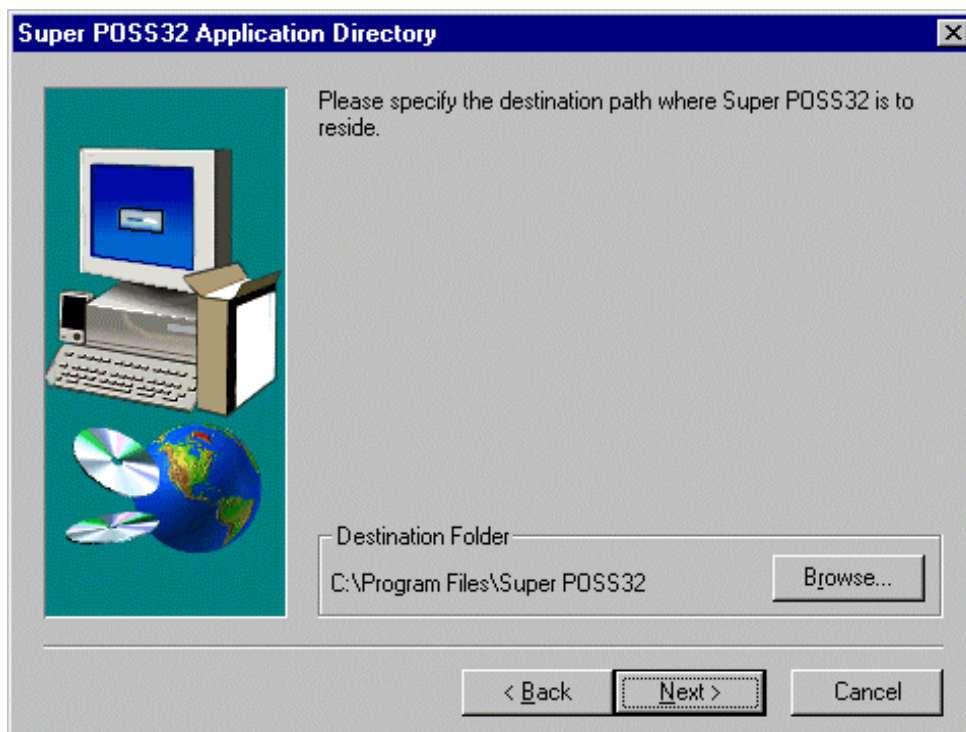 Super POSS32 Application Directory
Please specify the destination path where Super POSS32 is to
reside.
Destination Folder
C:\Program Files\Super POSS32
Browse...
< Back
Next >
Cancel